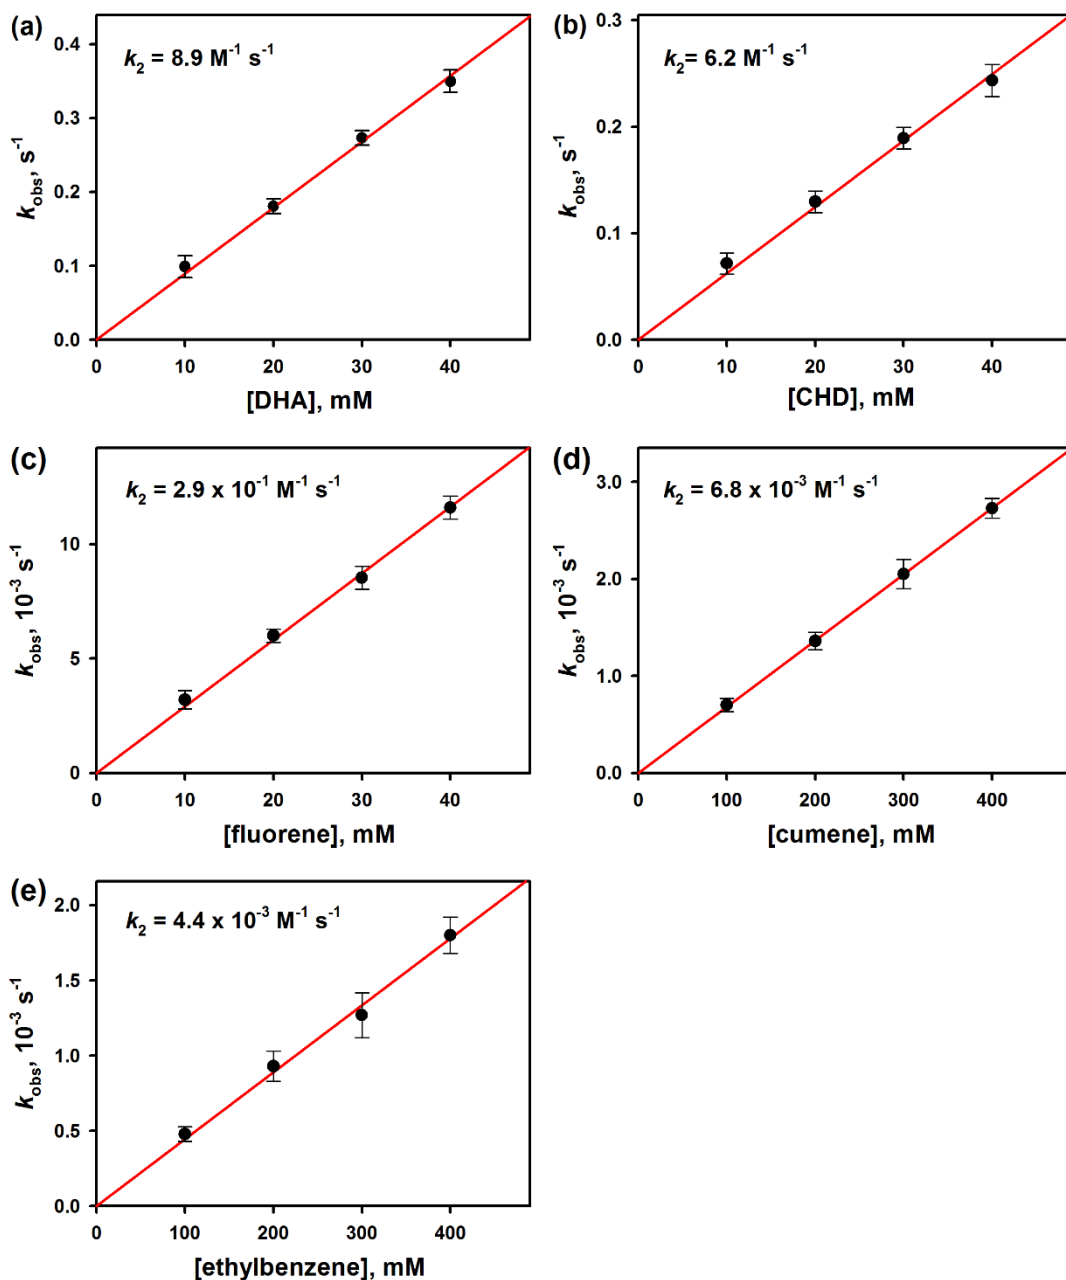 (a)
k2 = 8.9 M⁻¹ s⁻¹
kobs, s⁻¹
0.4
0.3
0.2
0.1
0.0
0 10 20 30 40
[DHA], mM
(b)
k2= 6.2 M⁻¹ s⁻¹
kobs, s⁻¹
0.3
0.2
0.1
0.0
0 10 20 30 40
[CHD], mM
(c)
k2 = 2.9 x 10⁻¹ M⁻¹ s⁻¹
kobs, 10⁻³ s⁻¹
10
5
0
0 10 20 30 40
[fluorene], mM
(d)
k2 = 6.8 x 10⁻³ M⁻¹ s⁻¹
kobs, 10⁻³ s⁻¹
3.0
2.0
1.0
0.0
0 100 200 300 400
[cumene], mM
(e)
k2 = 4.4 x 10⁻³ M⁻¹ s⁻¹
kobs, 10⁻³ s⁻¹
2.0
1.5
1.0
0.5
0.0
0 100 200 300 400
[ethylbenzene], mM